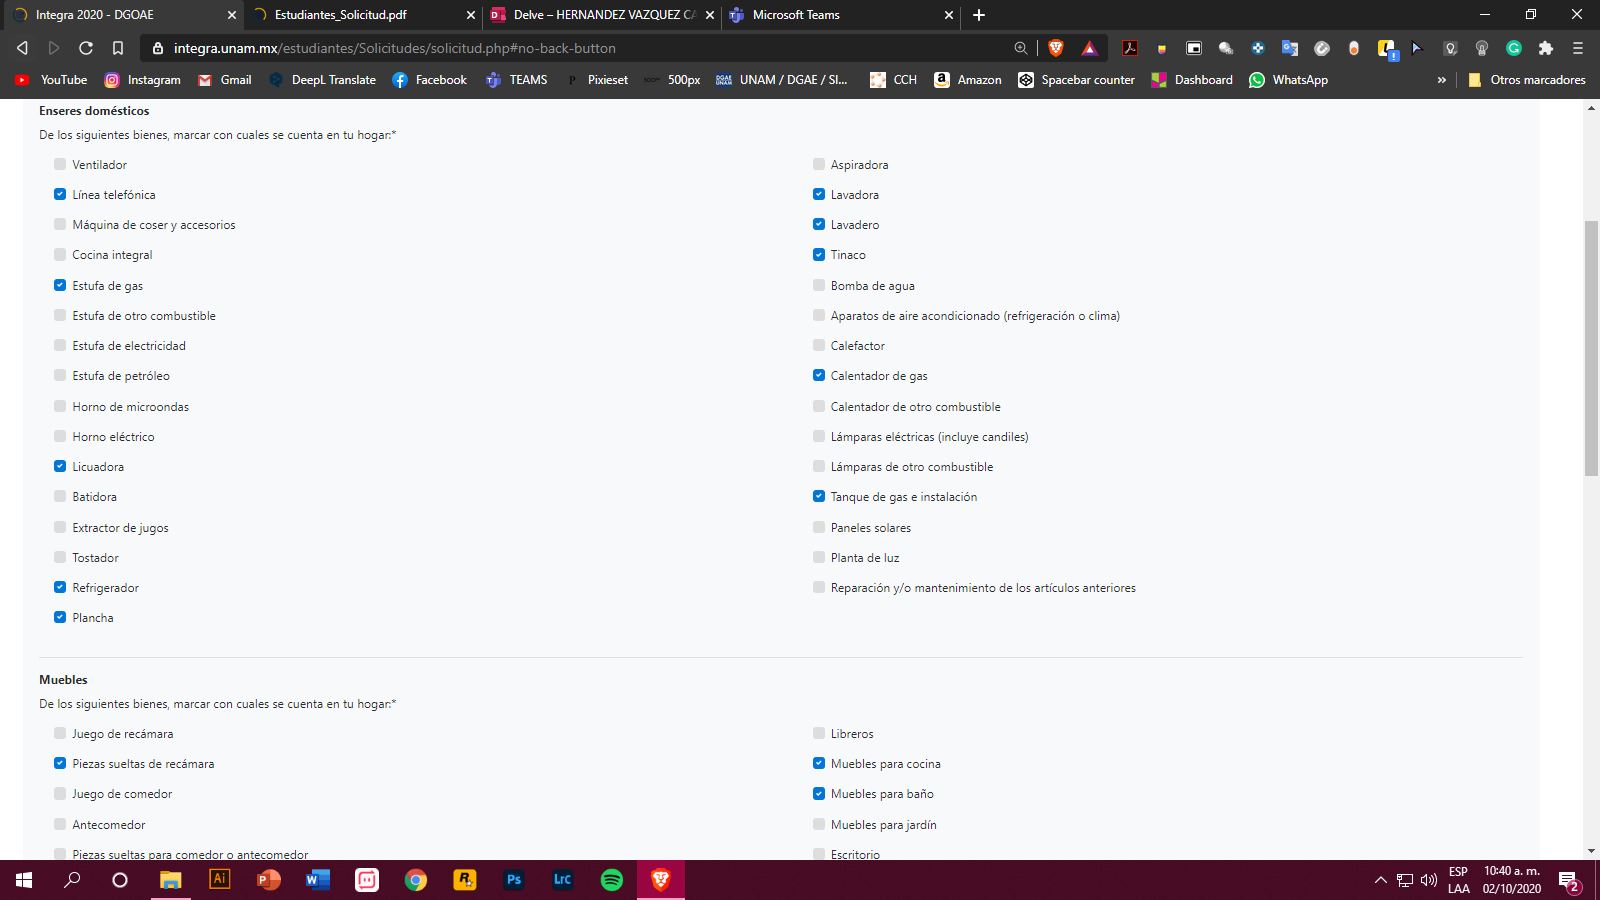 Integra 2020 - DGOAE
Estudiantes_Solicitud.pdf
Delve – HERNANDEZ VAZQUEZ CA
Microsoft Teams
integra.unam.mx/estudiantes/Solicitudes/solicitud.php#no-back-button
YouTube
Instagram
Gmail
DeepL Translate
Facebook
TEAMS
Pixieset
500px
UNAM / DGAE / SI...
CCH
Amazon
Spacebar counter
Dashboard
WhatsApp
»
Otros marcadores
Enseres domésticos
De los siguientes bienes, marcar con cuales se cuenta en tu hogar:*
Ventilador
Línea telefónica
Máquina de coser y accesorios
Cocina integral
Estufa de gas
Estufa de otro combustible
Estufa de electricidad
Estufa de petróleo
Horno de microondas
Horno eléctrico
Licuadora
Batidora
Extractor de jugos
Tostador
Refrigerador
Plancha
Aspiradora
Lavadora
Lavadero
Tinaco
Bomba de agua
Aparatos de aire acondicionado (refrigeración o clima)
Calefactor
Calentador de gas
Calentador de otro combustible
Lámparas eléctricas (incluye candiles)
Lámparas de otro combustible
Tanque de gas e instalación
Paneles solares
Planta de luz
Reparación y/o mantenimiento de los artículos anteriores
Muebles
De los siguientes bienes, marcar con cuales se cuenta en tu hogar:*
Juego de recámara
Piezas sueltas de recámara
Juego de comedor
Antecomedor
Piezas sueltas para comedor o antecomedor
Libreros
Muebles para cocina
Muebles para baño
Muebles para jardín
Escritorio
Ai
Ps
Lrc
ESP
LAA
10:40 a. m.
02/10/2020
2